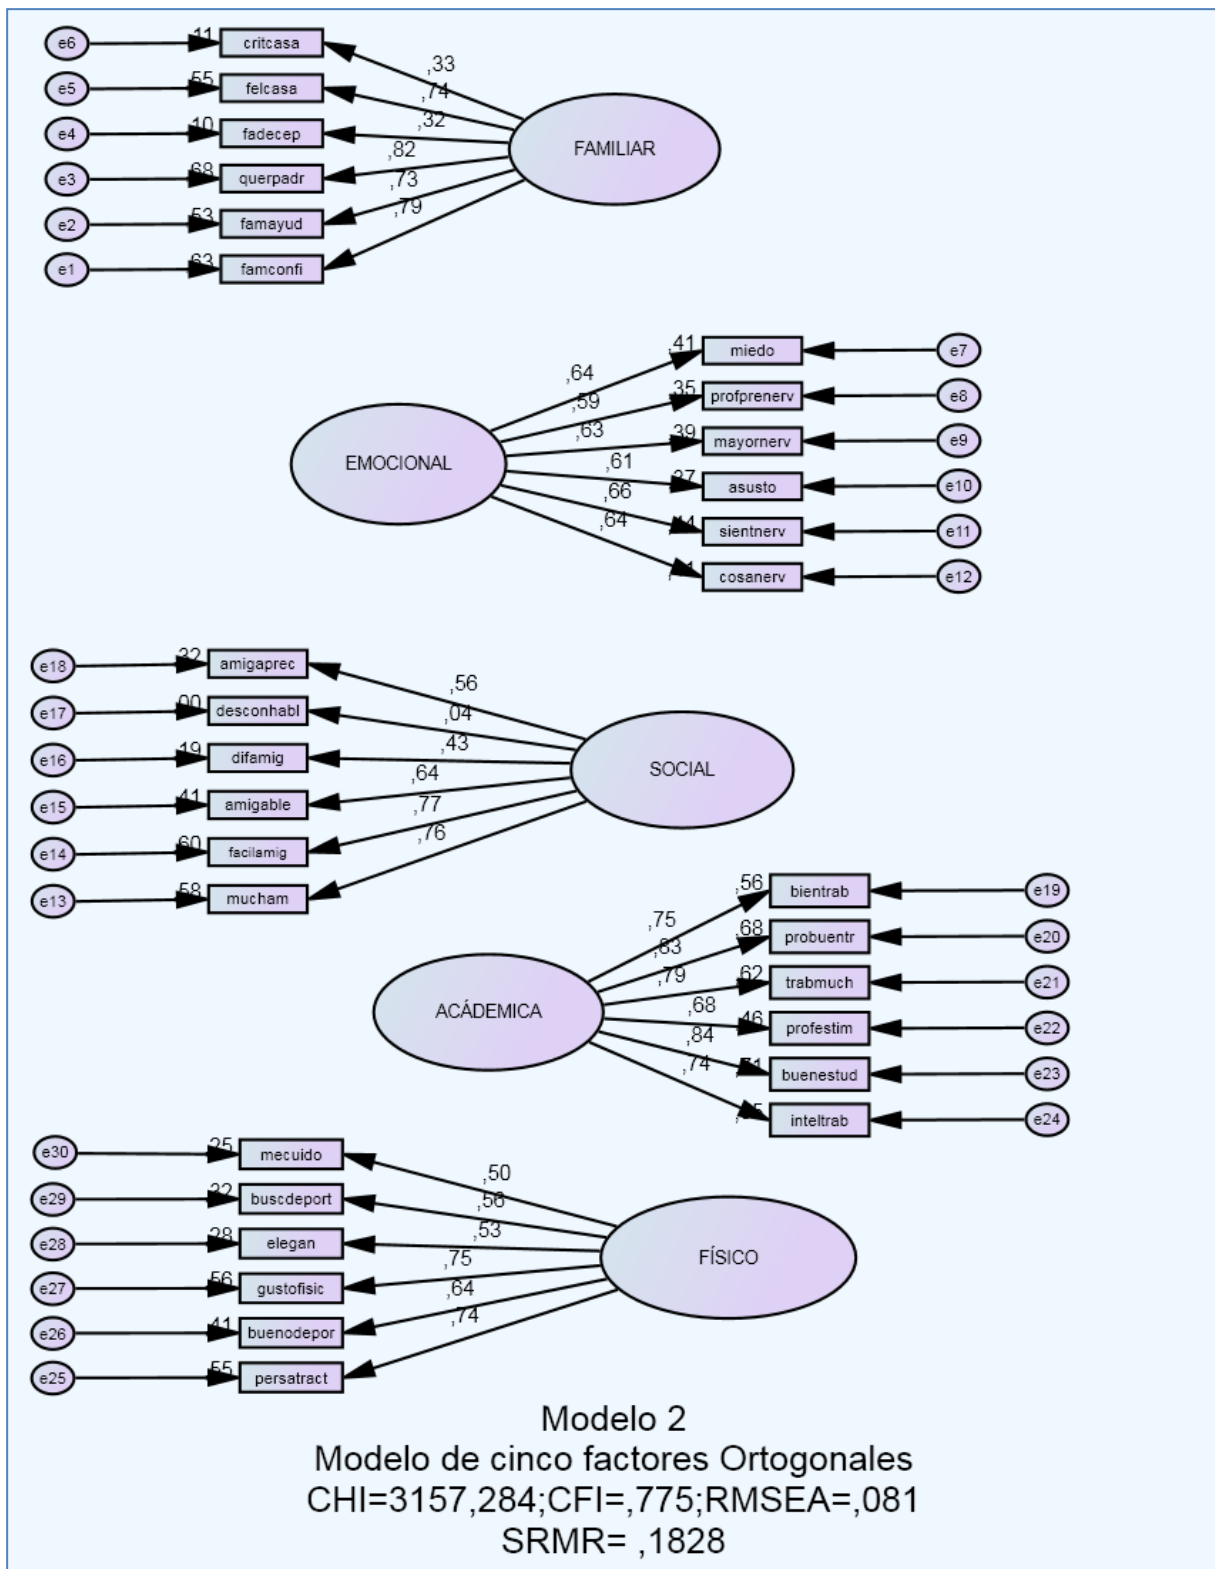 e6 11 critcasa
,33
e5 55 felcasa
,74
e4 10 fadecep
,32
FAMILIAR
e3 68 querpadr
,82
e2 53 famayud
,73
e1 63 famconfi
,79
,41 miedo e7
,64
,35 profprenerv e8
,59
,39 mayornerv e9
,63
EMOCIONAL
,61
37 asusto e10
,66
sientnerv e11
,64
cosanerv e12
e18 32 amigaprec
,56
e17 00 desconhabl
,04
e16 19 difamig
,43
SOCIAL
e15 41 amigable
,64
e14 60 facilamig
,77
e13 58 mucham
,76
,56 bientrab e19
,75
,68 probuentr e20
,83
,62 trabmuch e21
,79
ACÁDEMICA
,68
46 profestim e22
,84
71 buenestud e23
,74
inteltrab e24
e30 25 mecuido
,50
e29 32 buscdeport
,56
e28 28 elegan
,53
FÍSICO
e27 56 gustofisic
,75
e26 41 buenodepor
,64
e25 55 persatract
,74
Modelo 2
Modelo de cinco factores Ortogonales
CHI=3157,284;CFI=,775;RMSEA=,081
SRMR= ,1828